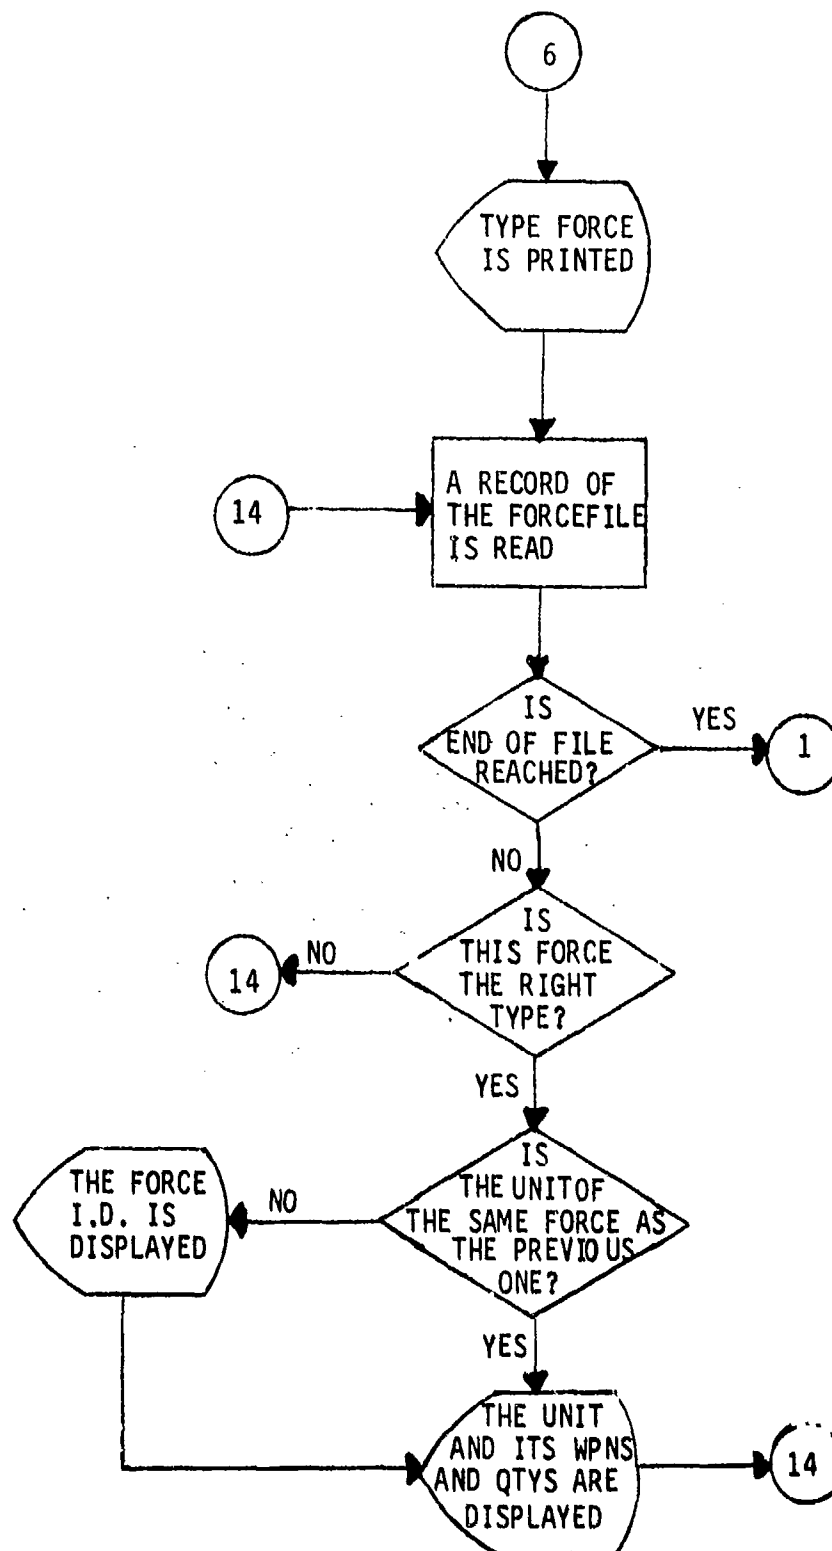 6
TYPE FORCE
IS PRINTED
14
A RECORD OF
THE FORCEFILE
IS READ
IS
END OF FILE
REACHED?
YES
1
NO
IS
THIS FORCE
THE RIGHT
TYPE?
NO
14
YES
IS
THE UNIT OF
THE SAME FORCE AS
THE PREVIOUS
ONE?
NO
THE FORCE
I.D. IS
DISPLAYED
YES
THE UNIT
AND ITS WPNS
AND QTYS ARE
DISPLAYED
14